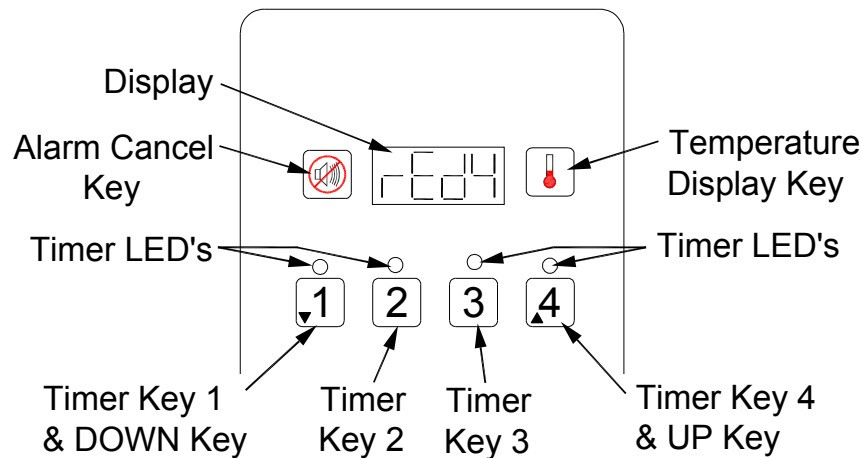 Display
Alarm Cancel
Key
rEd4
Temperature
Display Key
Timer LED's
Timer LED's
1
2
3
4
Timer Key 1
& DOWN Key
Timer
Key 2
Timer
Key 3
Timer Key 4
& UP Key